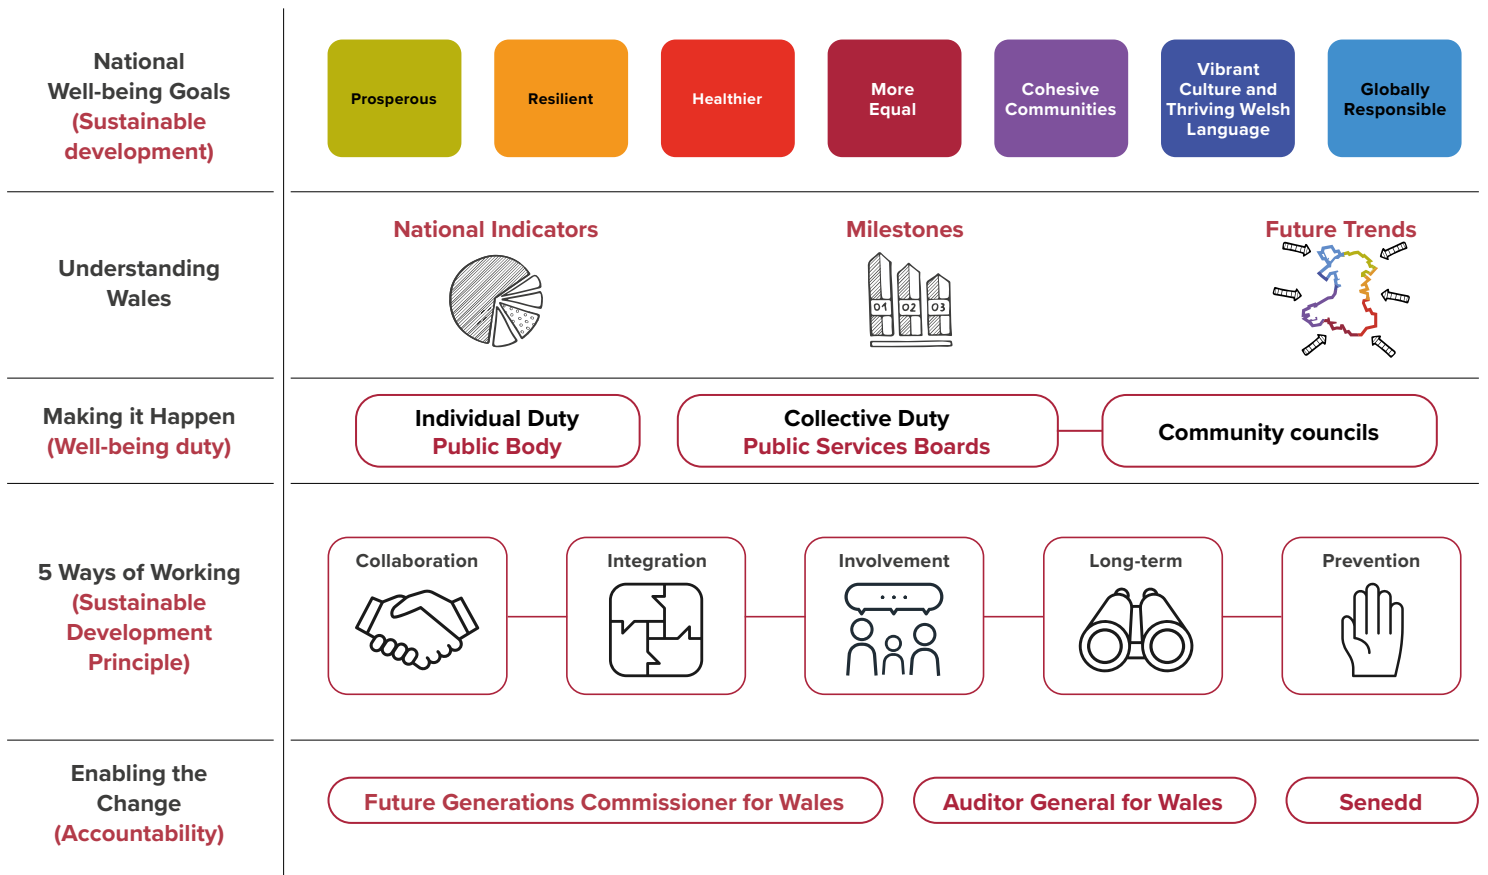 National
Well-being Goals
(Sustainable
development)
Prosperous
Resilient
Healthier
More
Equal
Cohesive
Communities
Vibrant
Culture and
Thriving Welsh
Language
Globally
Responsible
Understanding
Wales
National Indicators
Milestones
01 02 03
Future Trends
Making it Happen
(Well-being duty)
Individual Duty
Public Body
Collective Duty
Public Services Boards
Community councils
5 Ways of Working
(Sustainable
Development
Principle)
Collaboration
Integration
Involvement
Long-term
Prevention
Enabling the
Change
(Accountability)
Future Generations Commissioner for Wales
Auditor General for Wales
Senedd